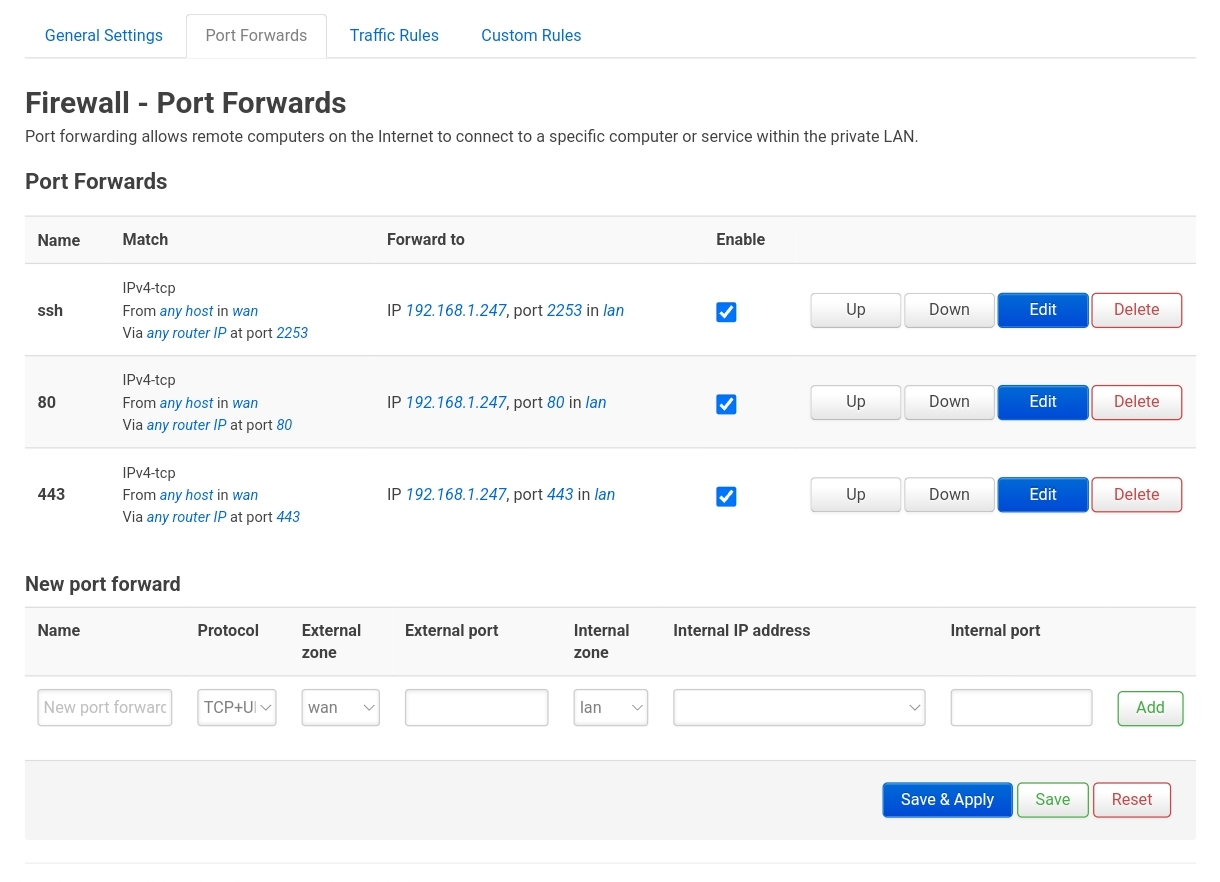 General Settings Port Forwards Traffic Rules Custom Rules
Firewall - Port Forwards
Port forwarding allows remote computers on the Internet to connect to a specific computer or service within the private LAN.
Port Forwards
Name Match Forward to Enable
IPv4-tcp
ssh From any host in wan IP 192.168.1.247, port 2253 in lan Up Down Edit Delete
Via any router IP at port 2253
IPv4-tcp
80 From any host in wan IP 192.168.1.247, port 80 in lan Up Down Edit Delete
Via any router IP at port 80
IPv4-tcp
443 From any host in wan IP 192.168.1.247, port 443 in lan Up Down Edit Delete
Via any router IP at port 443
New port forward
Name Protocol External External port Internal Internal IP address Internal port
zone zone
New port forward TCP+U wan lan Add
Save & Apply Save Reset